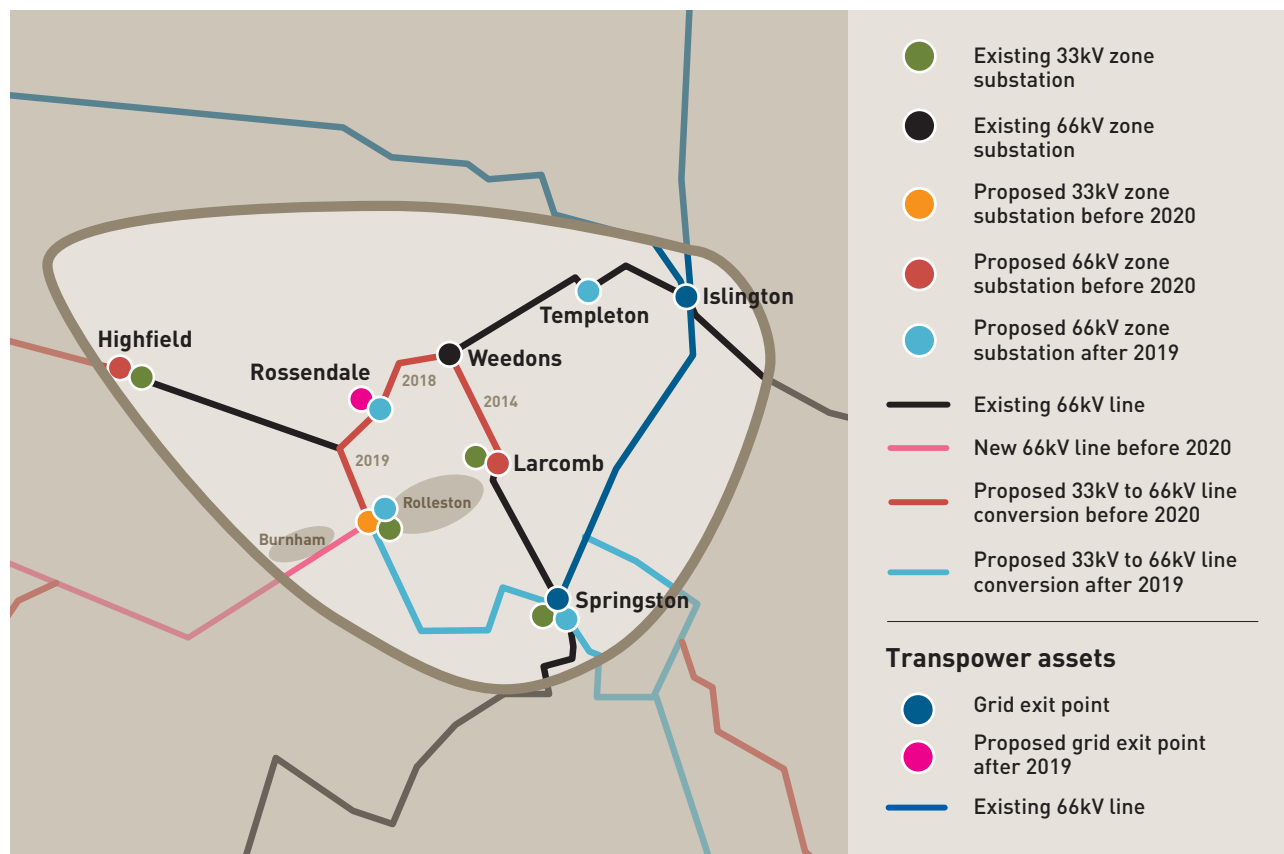 Highfield
Rossendale
Weedons
Templeton
Islington
2018
2014
2019
Larcomb
Rolleston
Burnham
Springston
Existing 33kV zone
substation
Existing 66kV zone
substation
Proposed 33kV zone
substation before 2020
Proposed 66kV zone
substation before 2020
Proposed 66kV zone
substation after 2019
Existing 66kV line
New 66kV line before 2020
Proposed 33kV to 66kV line
conversion before 2020
Proposed 33kV to 66kV line
conversion after 2019
Transpower assets
Grid exit point
Proposed grid exit point
after 2019
Existing 66kV line